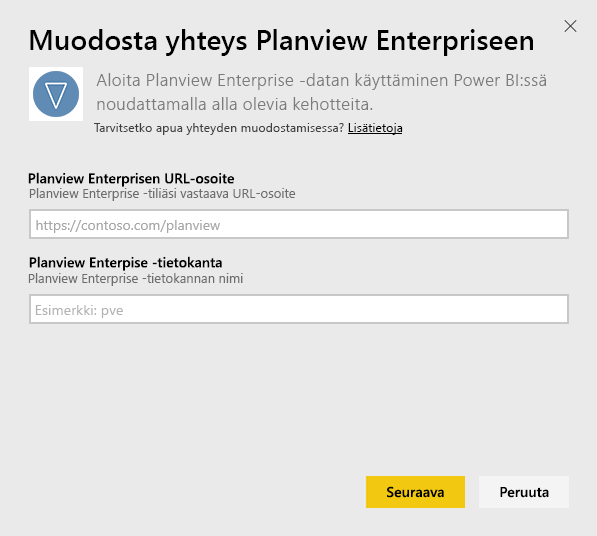 Muodosta yhteys Planview Enterpriseen
Aloita Planview Enterprise -datan käyttäminen Power BI:ssä
noudattamalla alla olevia kehotteita.
Tarvitsetko apua yhteyden muodostamisessa? Lisätietoja
Planview Enterprisen URL-osoite
Planview Enterprise -tiliäsi vastaava URL-osoite
https://contoso.com/planview
Planview Enterpise -tietokanta
Planview Enterprise -tietokannan nimi
Esimerkki: pve
Seuraava Peruuta